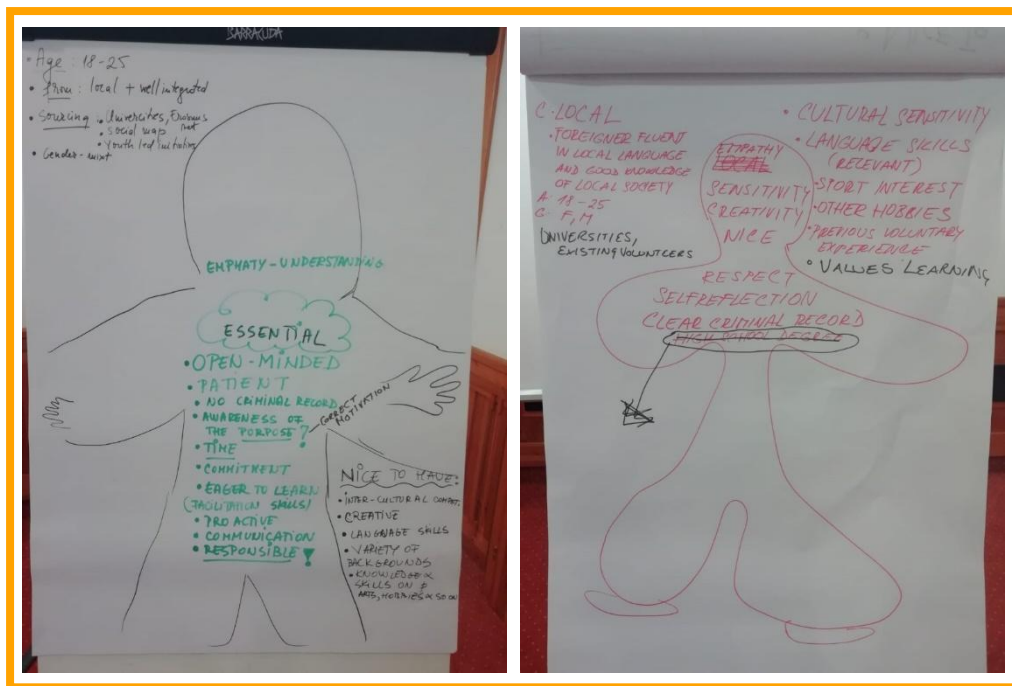 BARRACUDA
• Age : 18-25
• From : local + well integrated
• Sourcing : • Universities, Erasmus
• social map
• Youth led initiatives
• Gender-mixt
EMPHATY-UNDERSTANDING
ESSENTIAL
• OPEN-MINDED
• PATIENT
• NO CRIMINAL RECORD
• AWARENESS OF
THE PORPOSE !
CORRECT
MOTIVATION
• TIME
• COMMITMENT
• EAGER TO LEARN
(FACILITATION SKILLS)
• PRO ACTIVE
• COMMUNICATION
• RESPONSIBLE !
NICE TO HAVE:
• INTER-CULTURAL COMPET.
• CREATIVE
• LANGUAGE SKILLS
• VARIETY OF
BACKGROUNDS
• KNOWLEDGE &
SKILLS ON
ARTS, HOBBIES & SO ON
C-LOCAL
• FOREIGNER FLUENT
IN LOCAL LANGUAGE
AND GOOD KNOWLEDGE
OF LOCAL SOCIETY
A 18-25
G F, M
UNIVERSITIES,
EXISTING VOLUNTEERS
EMPATHY
LOCAL
SENSITIVITY
CREATIVITY
NICE
• CULTURAL SENSITIVITY
• LANGUAGE SKILLS
(RELEVANT)
• SPORT INTEREST
• OTHER HOBBIES
• PREVIOUS VOLUNTARY
EXPERIENCE
• VALUES LEARNING
RESPECT
SELFREFLECTION
CLEAR CRIMINAL RECORD
HIGH SCHOOL DEGREE